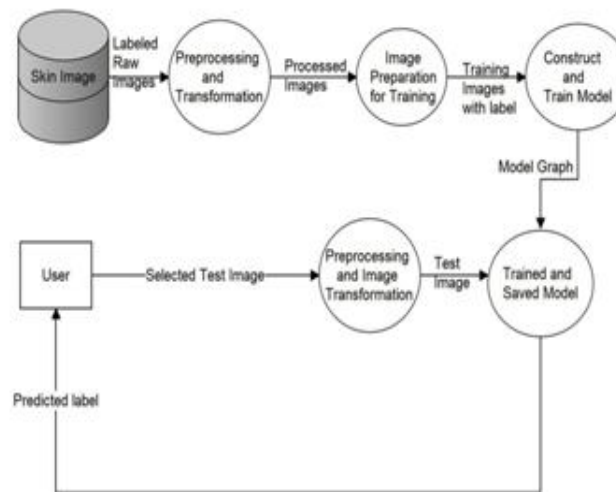 Skin Image
Labeled
Raw
Images
Preprocessing
and
Transformation
Processed
Images
Image
Preparation
for Training
Training
Images
with label
Construct
and
Train Model
Model Graph
User
Selected Test Image
Preprocessing
and Image
Transformation
Test
Image
Trained and
Saved Model
Predicted label